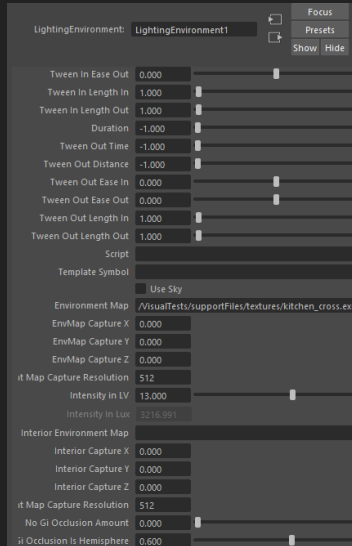 Focus
LightingEnvironment: LightingEnvironment1
Presets
Show Hide
Tween In Ease Out 0.000
Tween In Length In 1.000
Tween In Length Out 1.000
Duration -1.000
Tween Out Time -1.000
Tween Out Distance -1.000
Tween Out Ease In 0.000
Tween Out Ease Out 0.000
Tween Out Length In 1.000
Tween Out Length Out 1.000
Script
Template Symbol
Use Sky
Environment Map /VisualTests/supportFiles/textures/kitchen_cross.ex
EnvMap Capture X 0.000
EnvMap Capture Y 0.000
EnvMap Capture Z 0.000
it Map Capture Resolution 512
Intensity in LV 13.000
Intensity In Lux 3216.991
Interior Environment Map
Interior Capture X 0.000
Interior Capture Y 0.000
Interior Capture Z 0.000
it Map Capture Resolution 512
No Gi Occlusion Amount 0.000
Gi Occlusion Is Hemisphere 0.600